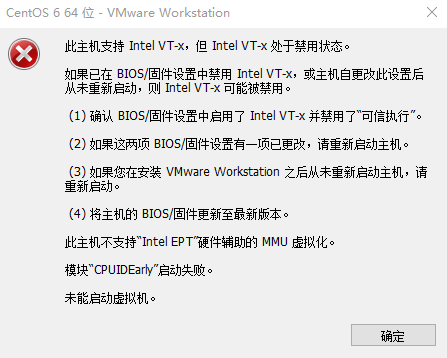 CentOS 6 64 位 - VMware Workstation
此主机支持 Intel VT-x，但 Intel VT-x 处于禁用状态。
如果已在 BIOS/固件设置中禁用 Intel VT-x，或主机自更改此设置后
从未重新启动，则 Intel VT-x 可能被禁用。
(1) 确认 BIOS/固件设置中启用了 Intel VT-x 并禁用了“可信执行”。
(2) 如果这两项 BIOS/固件设置有一项已更改，请重新启动主机。
(3) 如果您在安装 VMware Workstation 之后从未重新启动主机，请
重新启动。
(4) 将主机的 BIOS/固件更新至最新版本。
此主机不支持“Intel EPT”硬件辅助的 MMU 虚拟化。
模块“CPUIDEarly”启动失败。
未能启动虚拟机。
确定